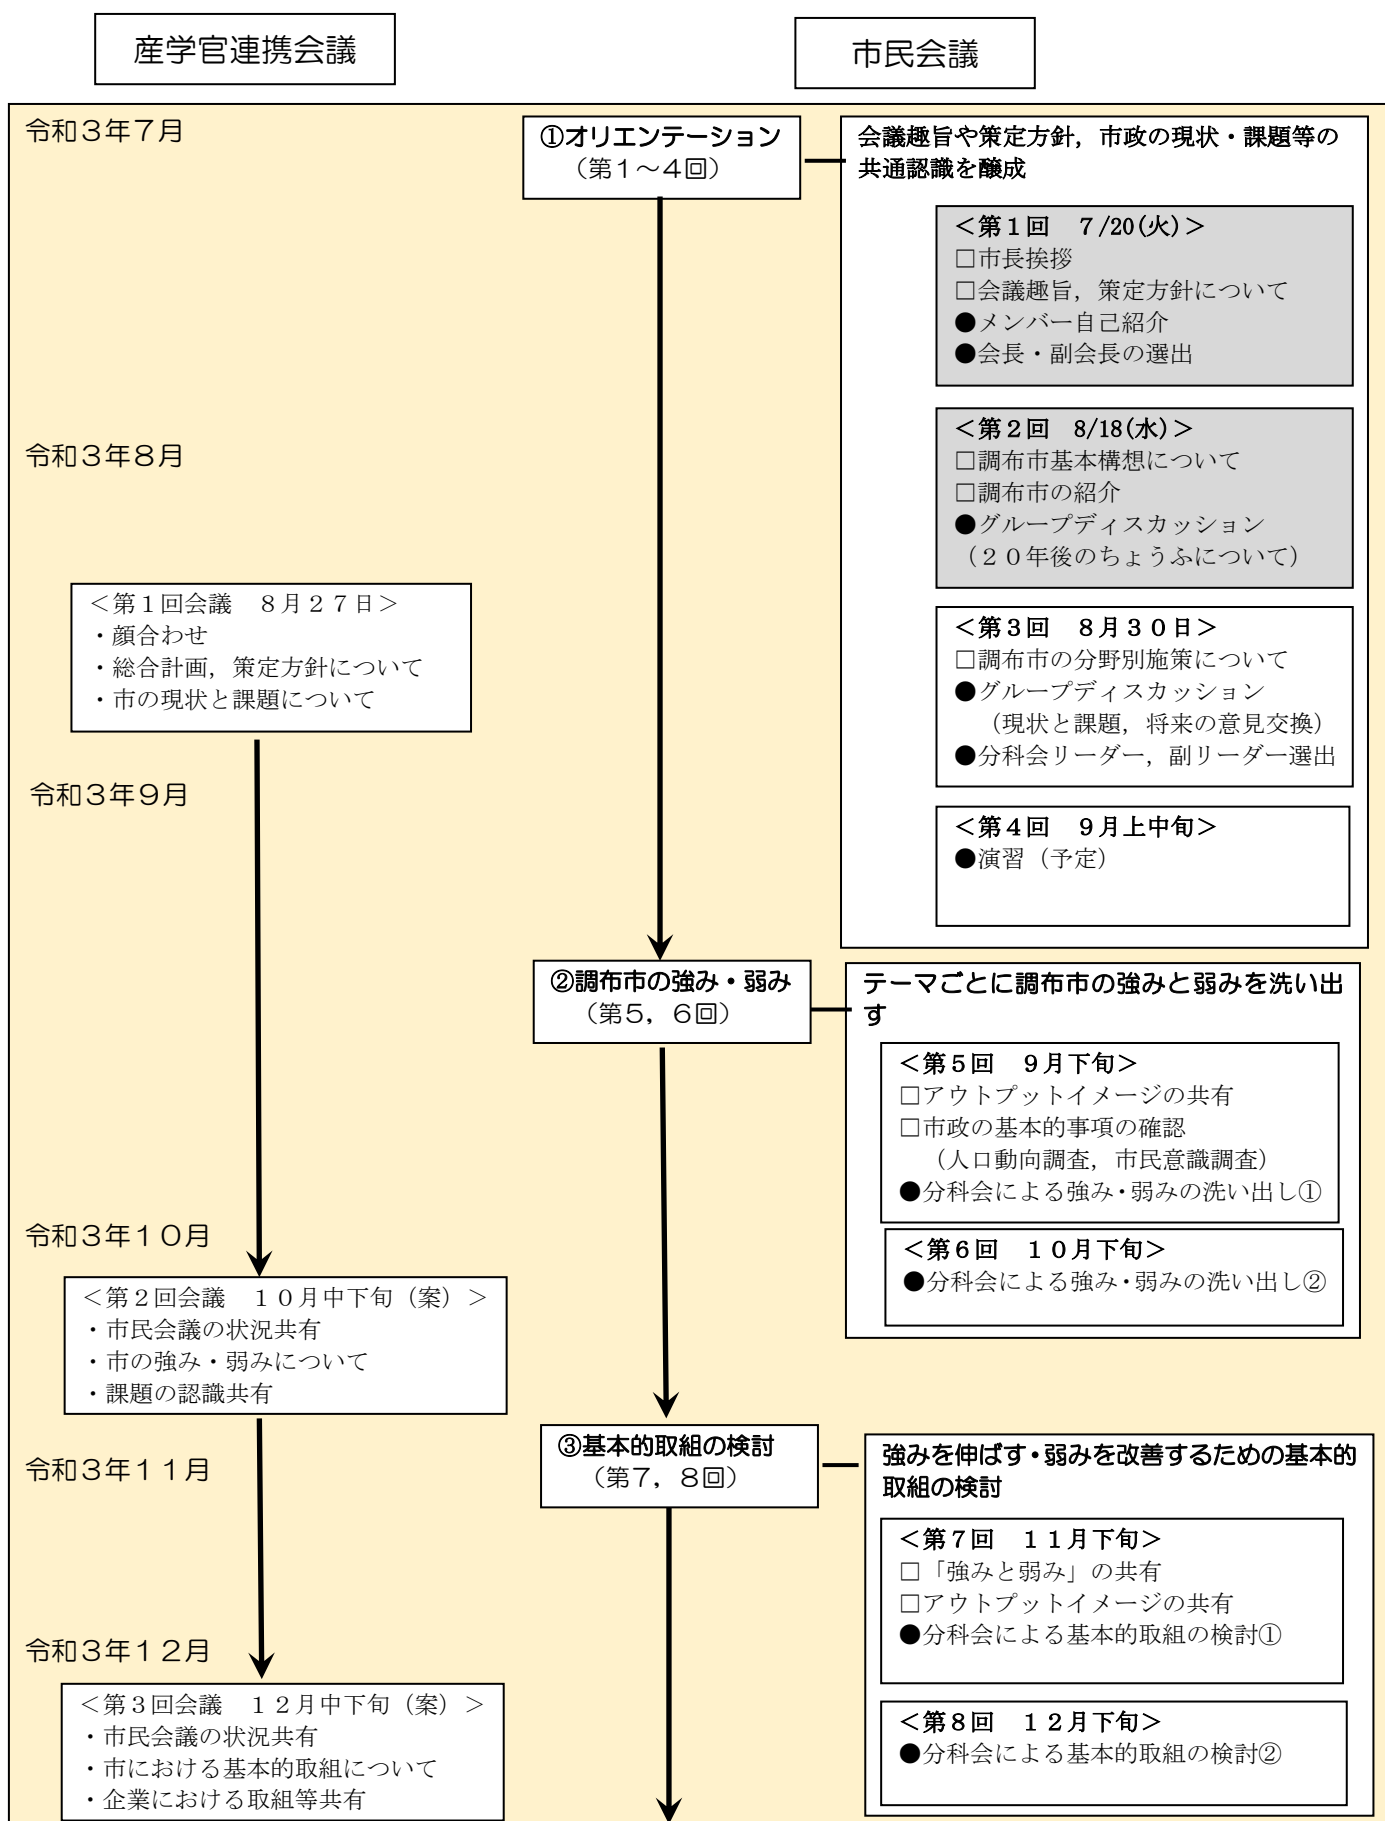 産学官連携会議
市民会議
令和３年７月
①オリエンテーション
（第１～４回）
会議趣旨や策定方針，市政の現状・課題等の
共通認識を醸成
＜第１回　７/20(火)＞
□市長挨拶
□会議趣旨，策定方針について
●メンバー自己紹介
●会長・副会長の選出
令和３年８月
＜第２回　8/18(水)＞
□調布市基本構想について
□調布市の紹介
●グループディスカッション
（２０年後のちょうふについて）
＜第１回会議　８月２７日＞
・顔合わせ
・総合計画，策定方針について
・市の現状と課題について
＜第３回　８月３０日＞
□調布市の分野別施策について
●グループディスカッション
（現状と課題，将来の意見交換）
●分科会リーダー，副リーダー選出
令和３年９月
＜第４回　９月上中旬＞
●演習（予定）
②調布市の強み・弱み
（第５，６回）
テーマごとに調布市の強みと弱みを洗い出
す
＜第５回　９月下旬＞
□アウトプットイメージの共有
□市政の基本的事項の確認
（人口動向調査，市民意識調査）
●分科会による強み・弱みの洗い出し①
令和３年１０月
＜第６回　１０月下旬＞
●分科会による強み・弱みの洗い出し②
＜第２回会議　１０月中下旬（案）＞
・市民会議の状況共有
・市の強み・弱みについて
・課題の認識共有
令和３年１１月
③基本的取組の検討
（第７，８回）
強みを伸ばす・弱みを改善するための基本的
取組の検討
＜第７回　１１月下旬＞
□「強みと弱み」の共有
□アウトプットイメージの共有
●分科会による基本的取組の検討①
令和３年１２月
＜第３回会議　１２月中下旬（案）＞
・市民会議の状況共有
・市における基本的取組について
・企業における取組等共有
＜第８回　１２月下旬＞
●分科会による基本的取組の検討②